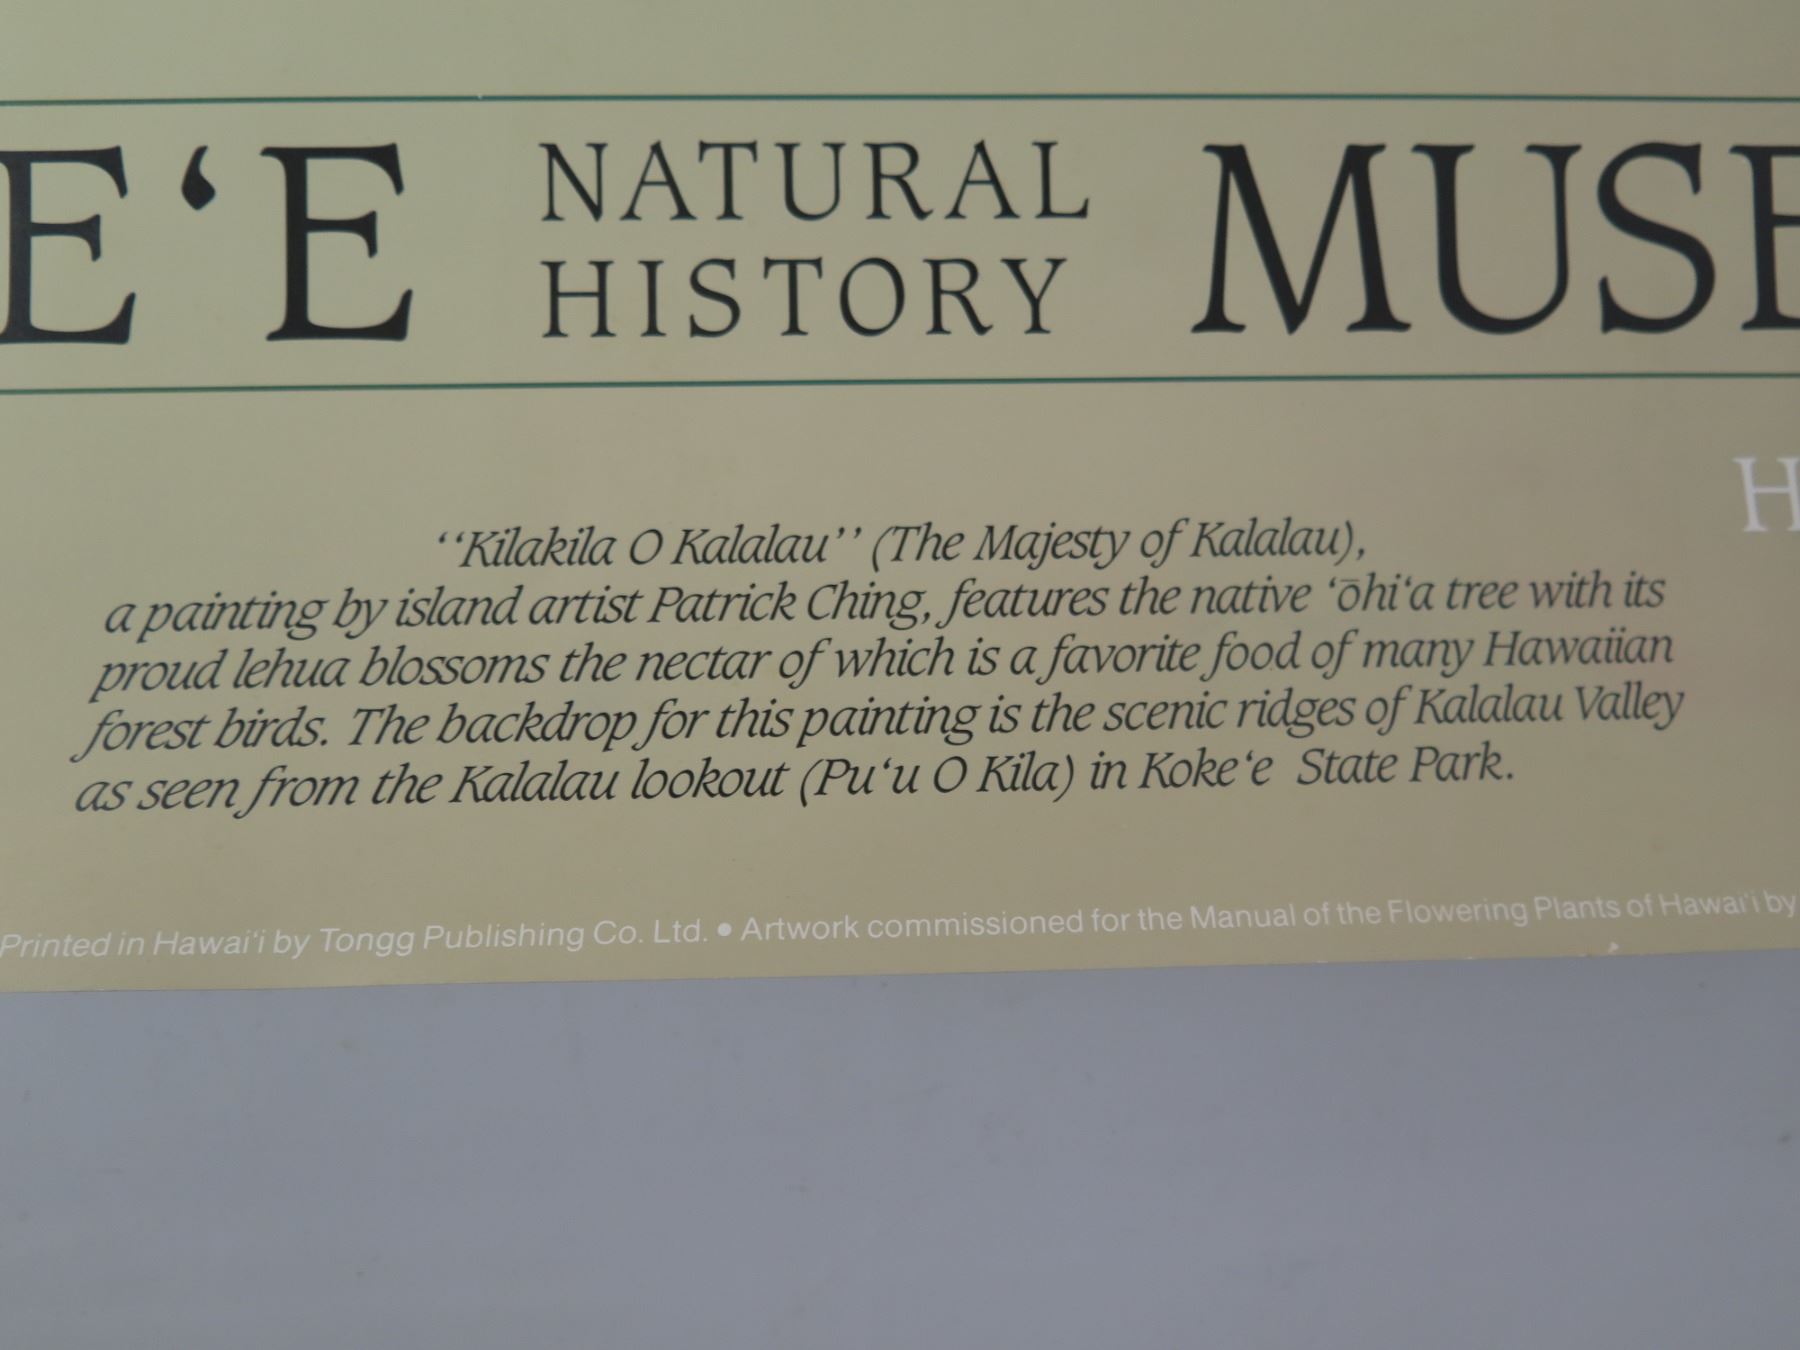 E‘E NATURAL HISTORY MUSE
H
‘‘Kilakila O Kalalau’’ (The Majesty of Kalalau),
a painting by island artist Patrick Ching, features the native ‘ōhi‘a tree with its
proud lehua blossoms the nectar of which is a favorite food of many Hawaiian
forest birds. The backdrop for this painting is the scenic ridges of Kalalau Valley
as seen from the Kalalau lookout (Pu‘u O Kila) in Koke‘e State Park.
Printed in Hawai‘i by Tongg Publishing Co. Ltd. • Artwork commissioned for the Manual of the Flowering Plants of Hawai‘i by